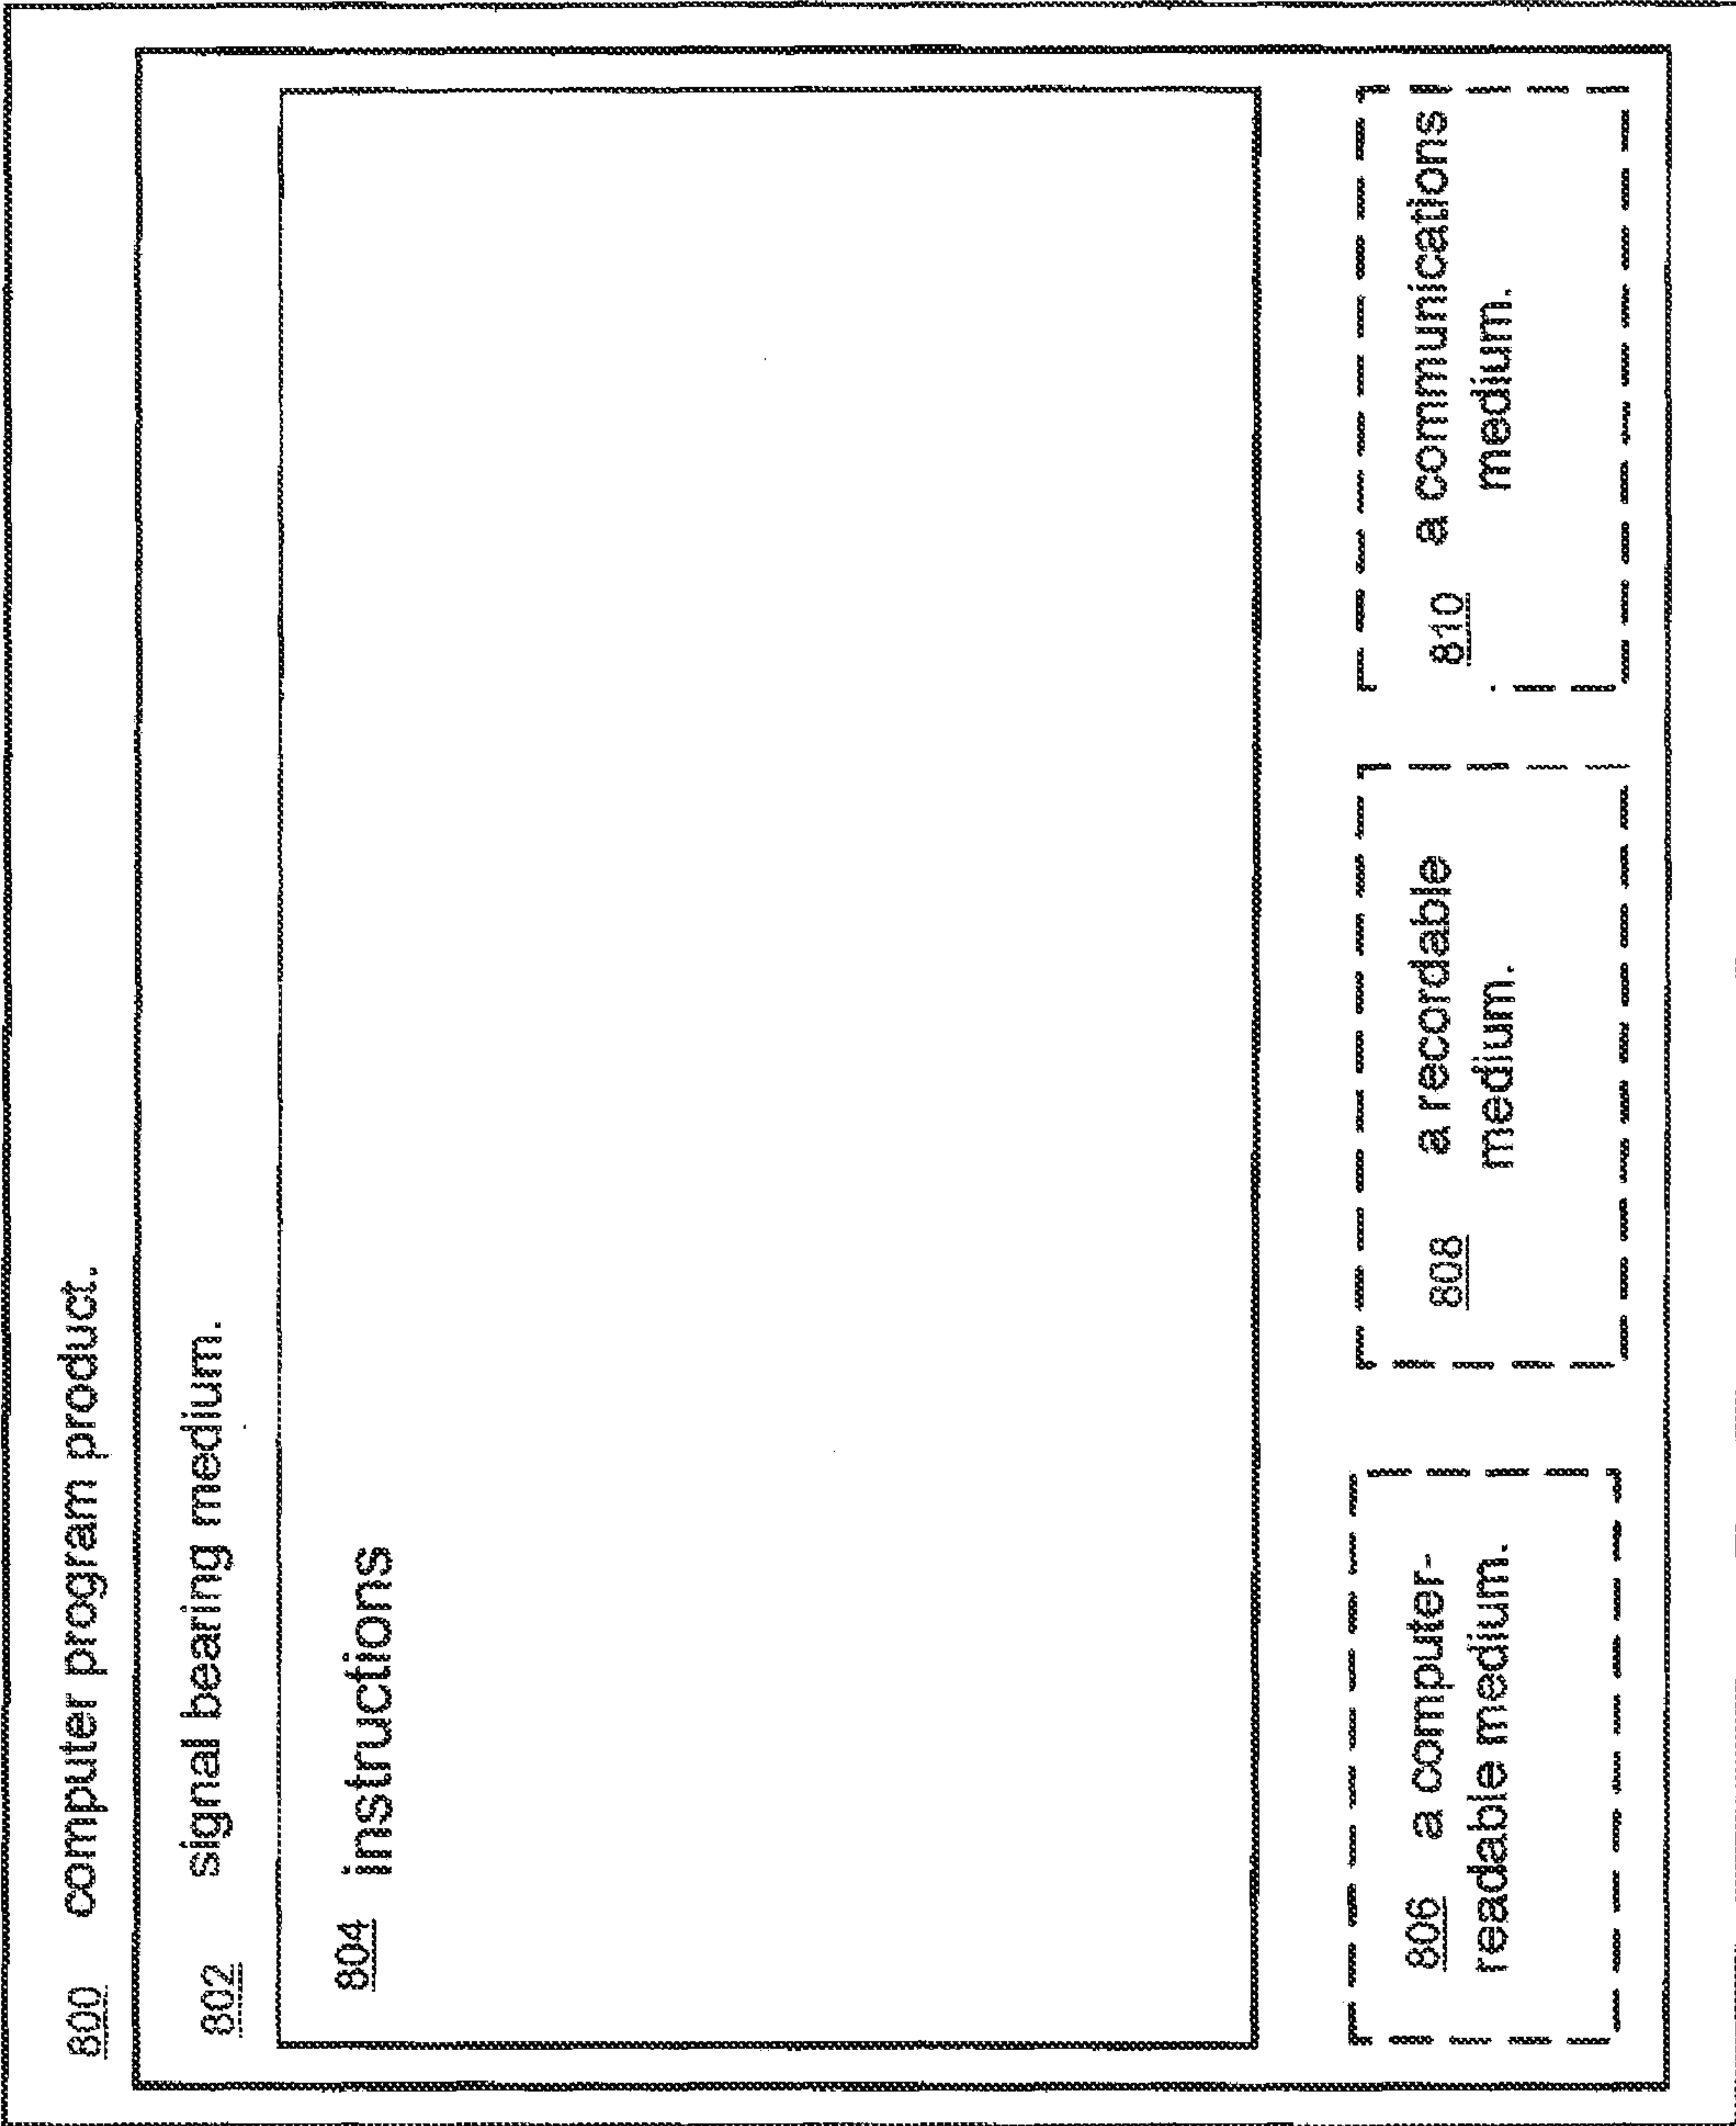 800 computer program product.
802 signal bearing medium.
804 instructions
806 a computer-
readable medium.
808 a recordable
medium.
810 a communications
medium.